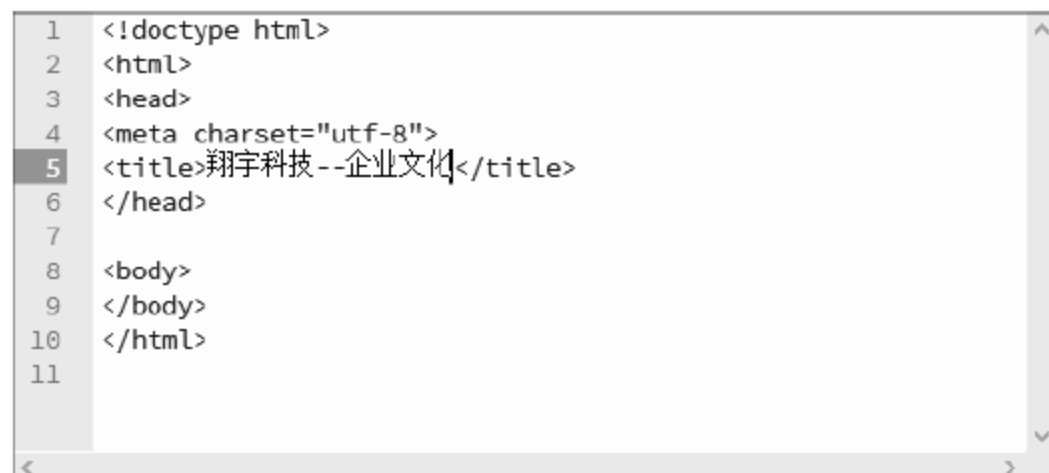 1 <!doctype html>
2 <html>
3 <head>
4 <meta charset="utf-8">
5 <title>翔宇科技--企业文化</title>
6 </head>
7
8 <body>
9 </body>
10 </html>
11